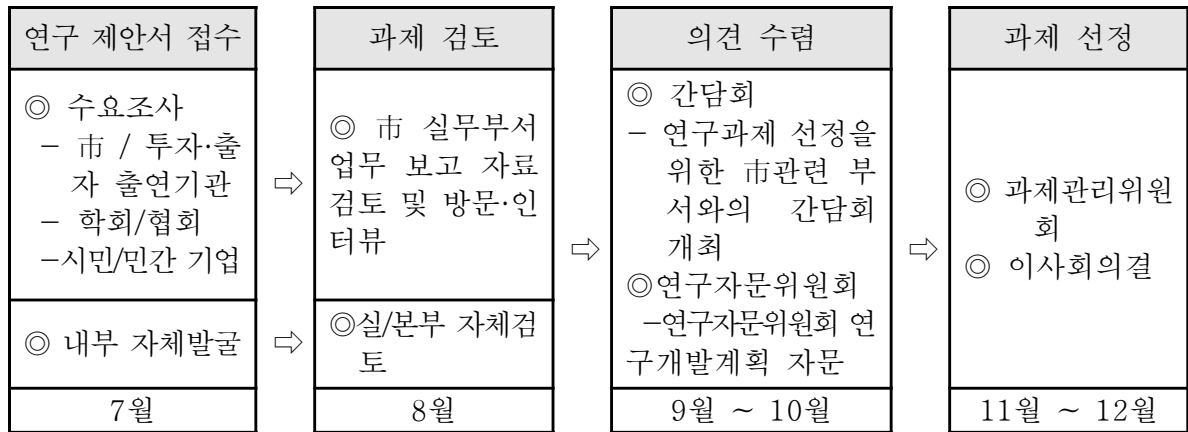 연구 제안서 접수
◎ 수요조사
- 市 / 투자·출
자 출연기관
- 학회/협회
-시민/민간 기업
⇨
◎ 내부 자체발굴
⇨
7월
과제 검토
◎ 市 실무부서
업무 보고 자료
검토 및 방문·인
터뷰
◎실/본부 자체검
토
8월
⇨
의견 수렴
◎ 간담회
- 연구과제 선정을
위한 市관련 부
서와의 간담회
개최
◎연구자문위원회
-연구자문위원회 연
구개발계획 자문
9월 ~ 10월
⇨
과제 선정
◎ 과제관리위원
회
◎ 이사회의결
11월 ~ 12월